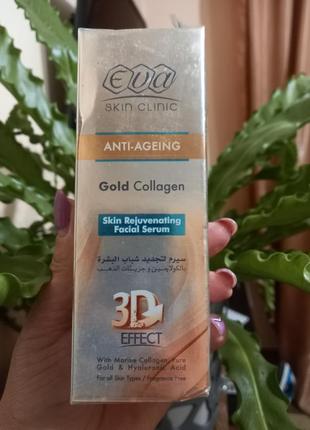 eva
SKIN CLINIC
ANTI-AGEING
Gold Collagen
Skin Rejuvenating
Facial Serum
سيرم لتجديد شباب البشرة
بالكولاجين و جزيئات الذهب
3D
EFFECT
With Marine Collagen, Pure
Gold & Hyaluronic Acid
For all Skin Types / Fragrance Free